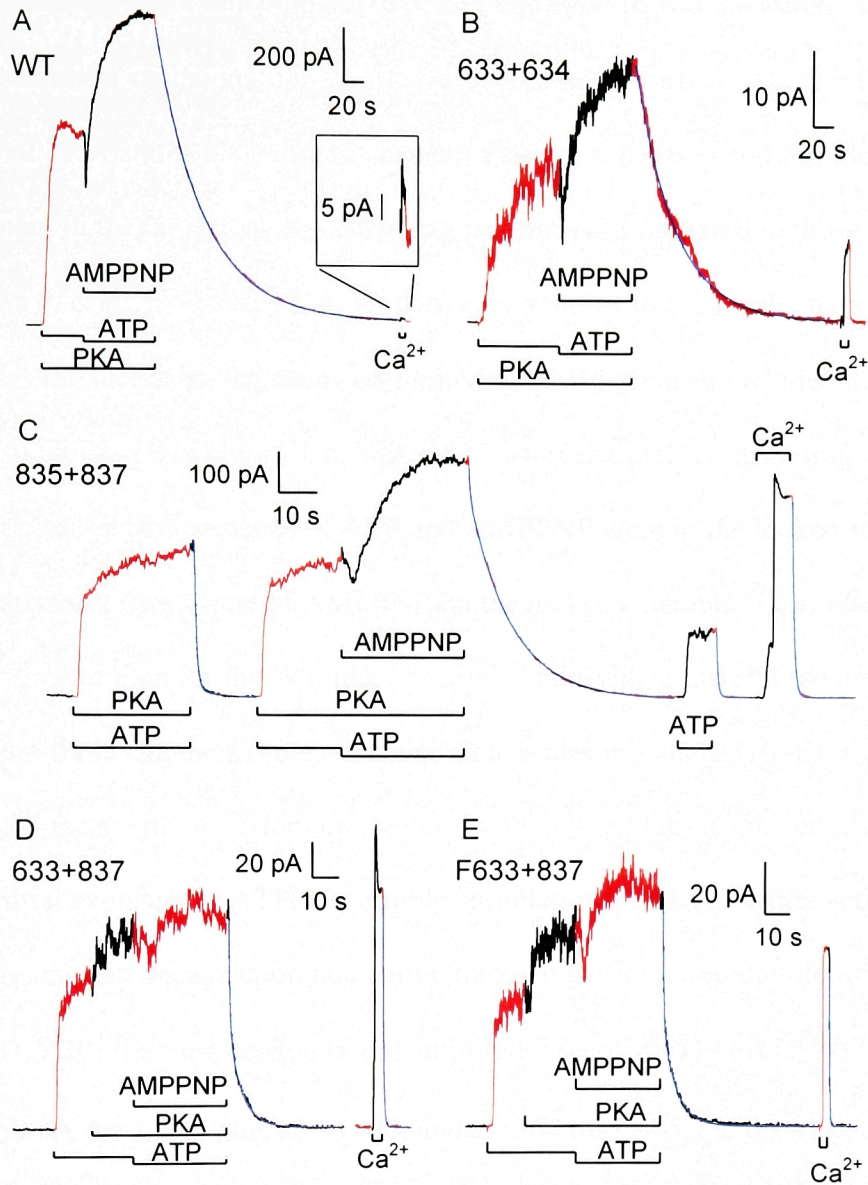 A
WT
200 pA
20 s
5 pA
AMPPNP
ATP
PKA
Ca2+
B
633+634
10 pA
20 s
AMPPNP
ATP
PKA
Ca2+
C
835+837
100 pA
10 s
Ca2+
AMPPNP
PKA
PKA
ATP
ATP
ATP
D
633+837
20 pA
10 s
AMPPNP
PKA
ATP
Ca2+
E
F633+837
20 pA
10 s
AMPPNP
PKA
ATP
Ca2+